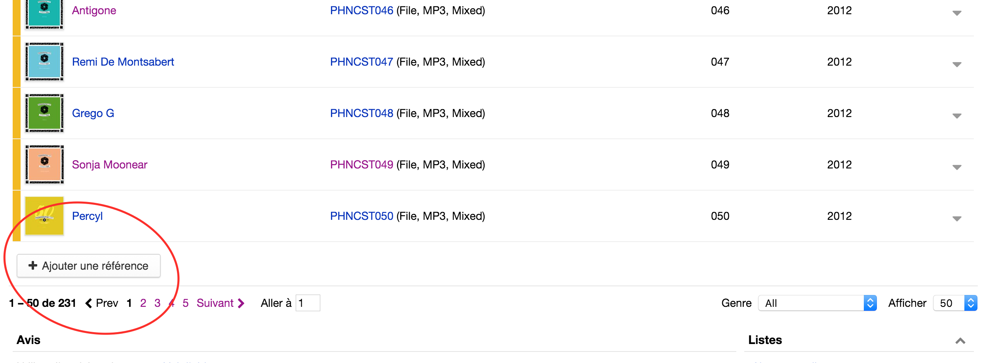 Antigone PHNCST046 (File, MP3, Mixed) 046 2012
Remi De Montsabert PHNCST047 (File, MP3, Mixed) 047 2012
Grego G PHNCST048 (File, MP3, Mixed) 048 2012
Sonja Moonear PHNCST049 (File, MP3, Mixed) 049 2012
50
Percyl PHNCST050 (File, MP3, Mixed) 050 2012
+ Ajouter une référence
1 – 50 de 231 Prev 1 2 3 4 5 Suivant Aller à 1 Genre All Afficher 50
Avis Listes